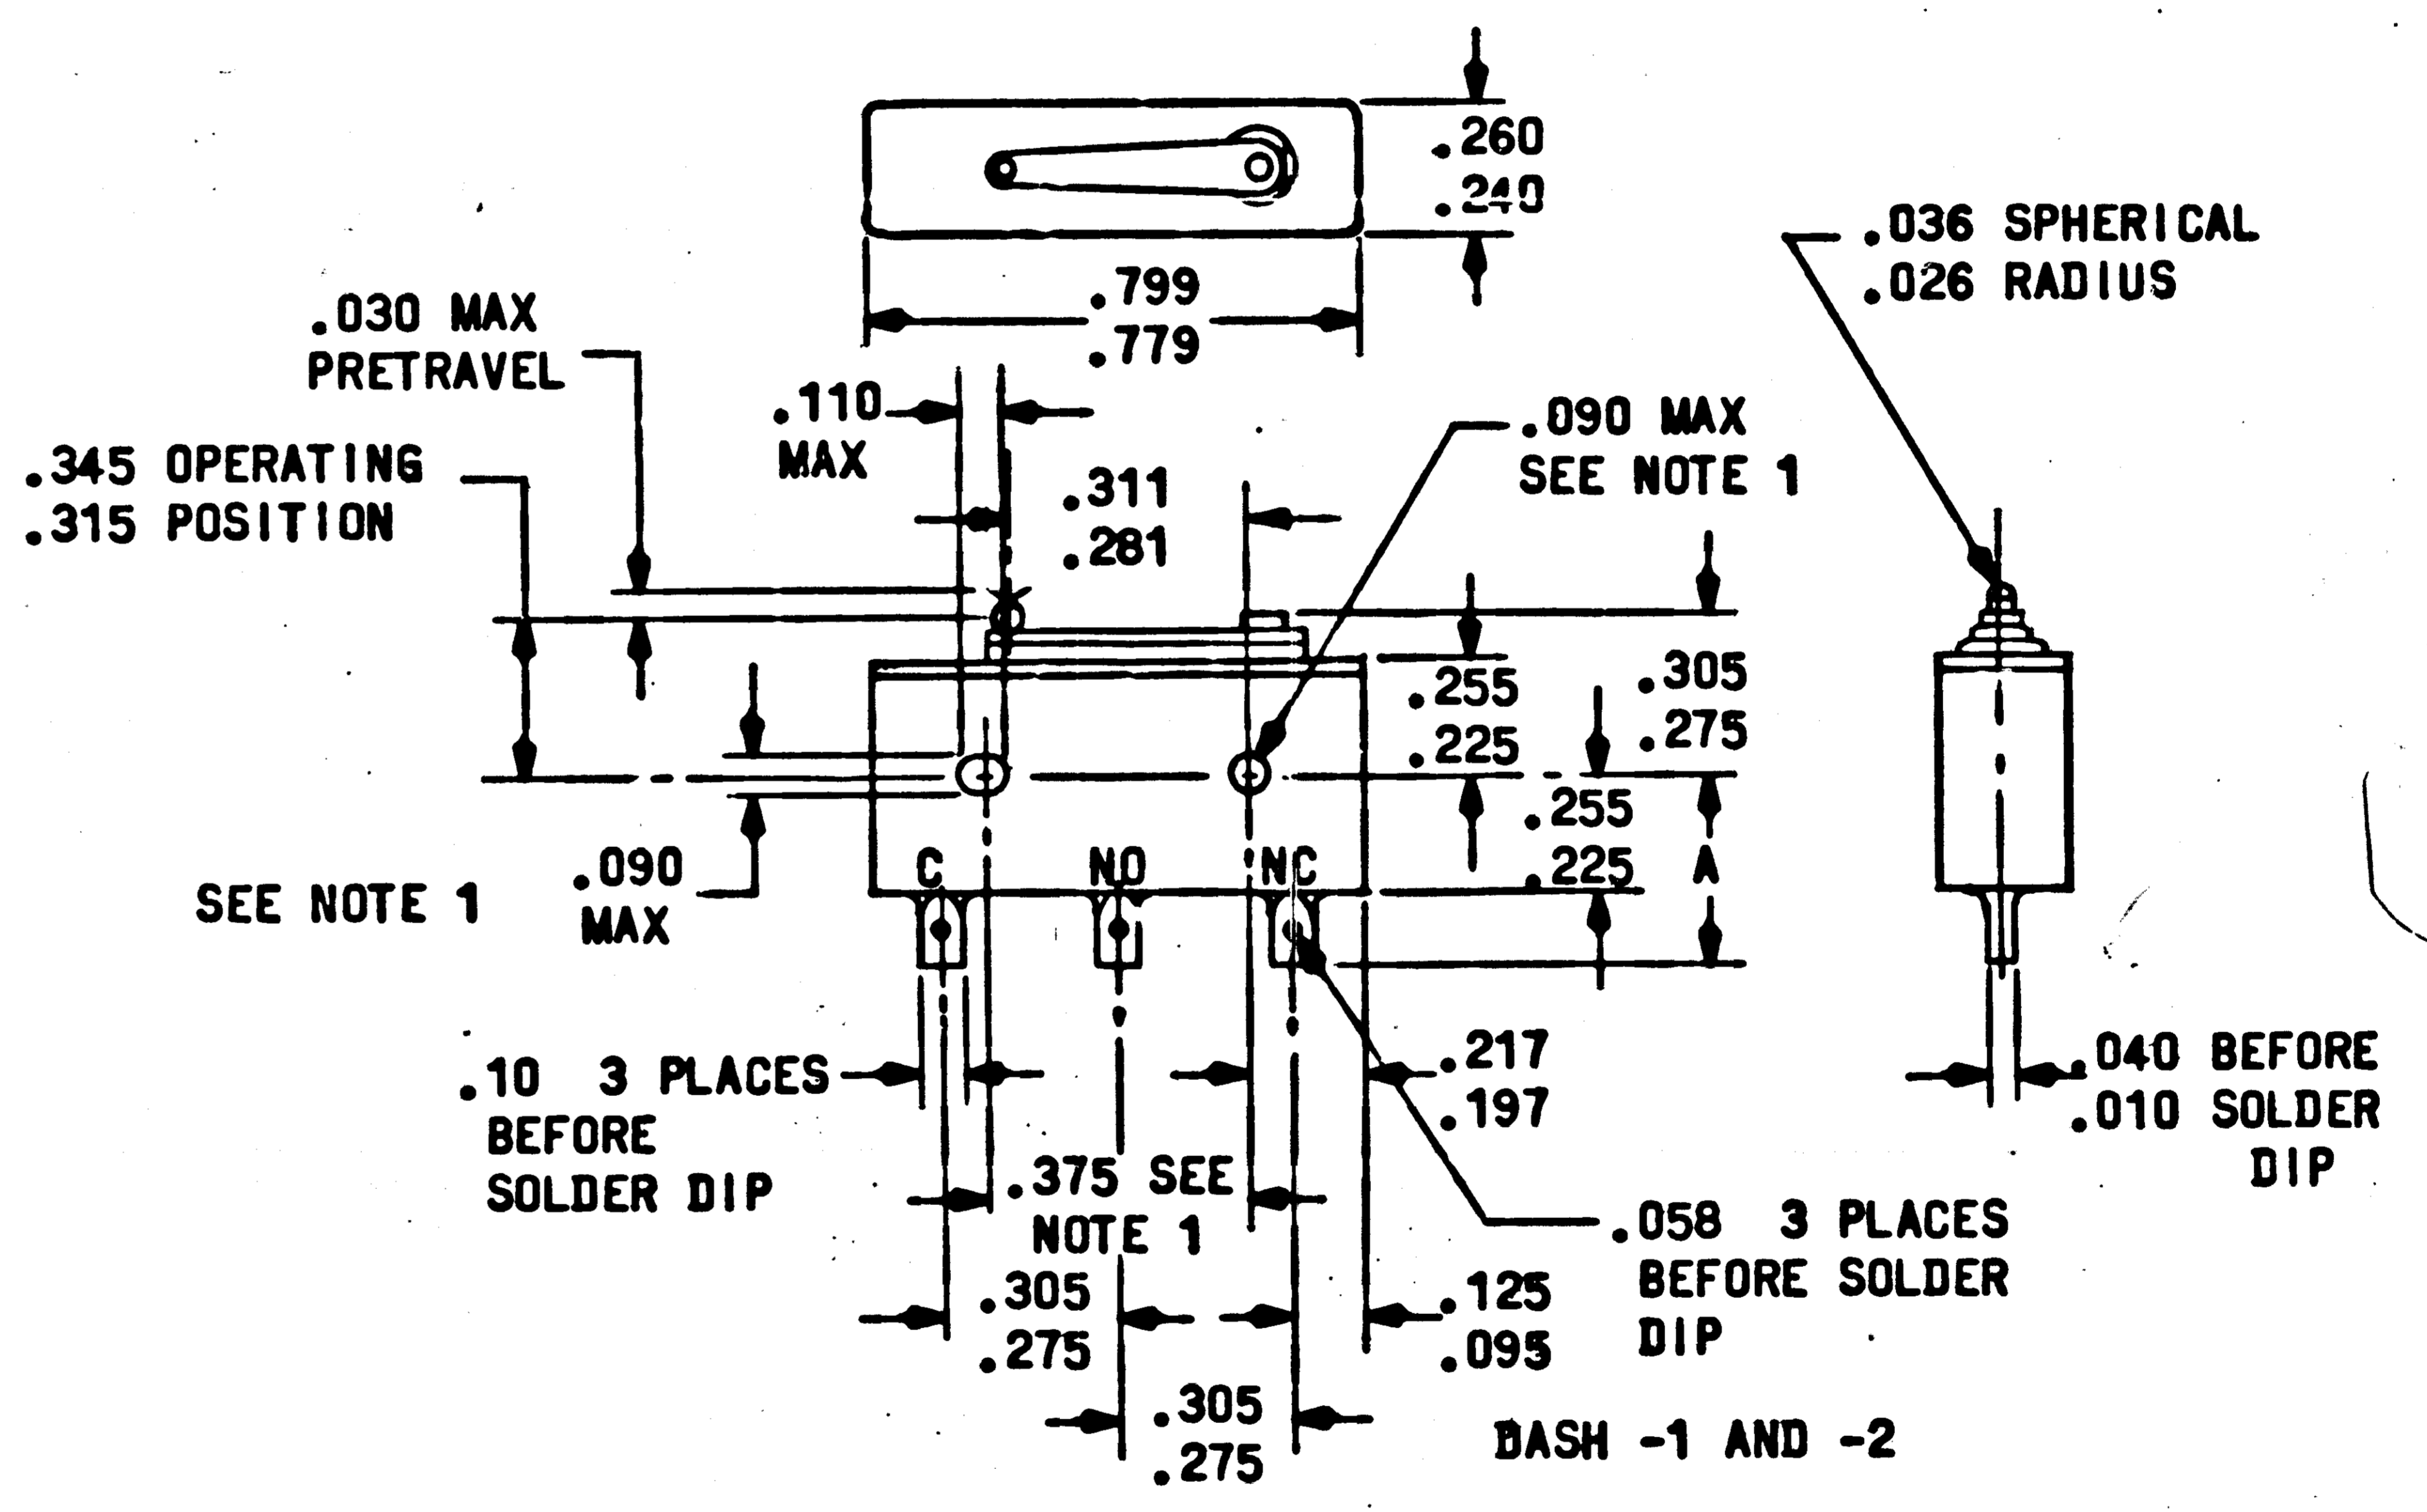 .260
.240
.036 SPHERICAL
.026 RADIUS
.799
.779
.030 MAX
PRETRAVEL
.110
MAX
.090 MAX
SEE NOTE 1
.345 OPERATING
.315 POSITION
.311
.281
.255
.225
.305
.275
.255
.225
A
C
NO
NC
.090
MAX
SEE NOTE 1
.10 3 PLACES
BEFORE
SOLDER DIP
.217
.197
.040 BEFORE
.010 SOLDER
DIP
.375 SEE
NOTE 1
.058 3 PLACES
BEFORE SOLDER
DIP
.305
.275
.125
.095
.305
.275
DASH -1 AND -2